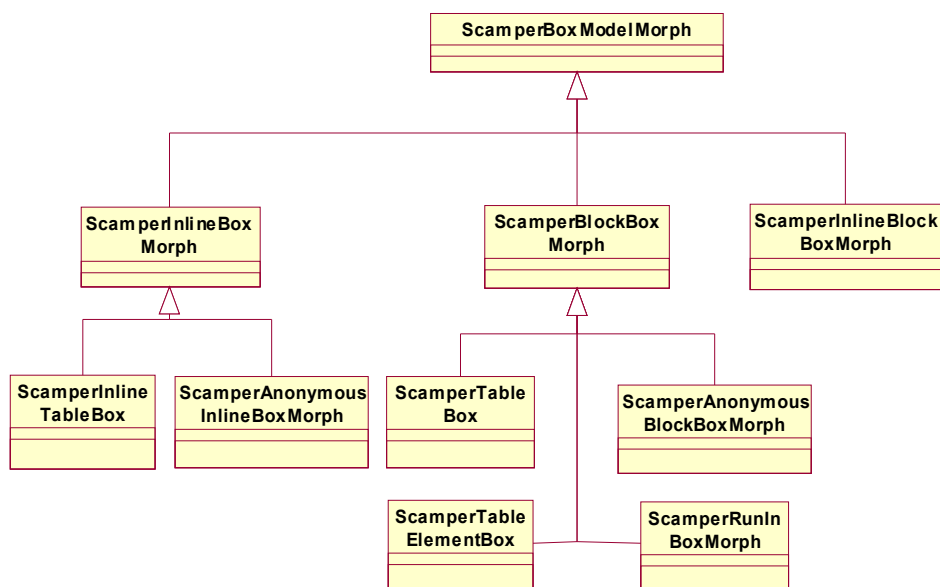 ScamperBoxModelMorph
ScamperInlineBox
Morph
ScamperBlockBox
Morph
ScamperInlineBlock
BoxMorph
ScamperInline
TableBox
ScamperAnonymous
InlineBoxMorph
ScamperTable
Box
ScamperAnonymous
BlockBoxMorph
ScamperTable
ElementBox
ScamperRunIn
BoxMorph